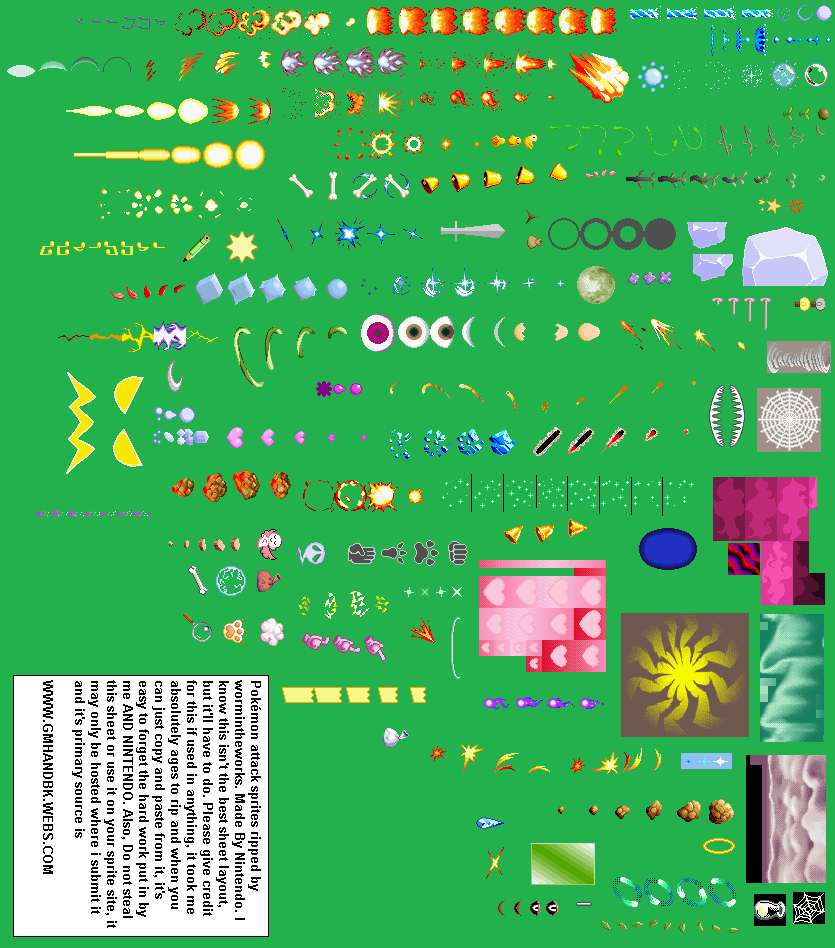 Pokémon attack sprites ripped by
wormintheworks. Made By Nintendo. I
know this isn't the best sheet layout,
but it'll have to do. Please give credit
for this if used in anything, it took me
absolutely ages to rip and when you
can just copy and paste from it, it's
easy to forget the hard work put in by
me AND NINTENDO. Also, Do not steal
this sheet or use it on your sprite site, it
may only be hosted where I submit it
and it's primary source is
WWW.GMHANDBK.WEBS.COM